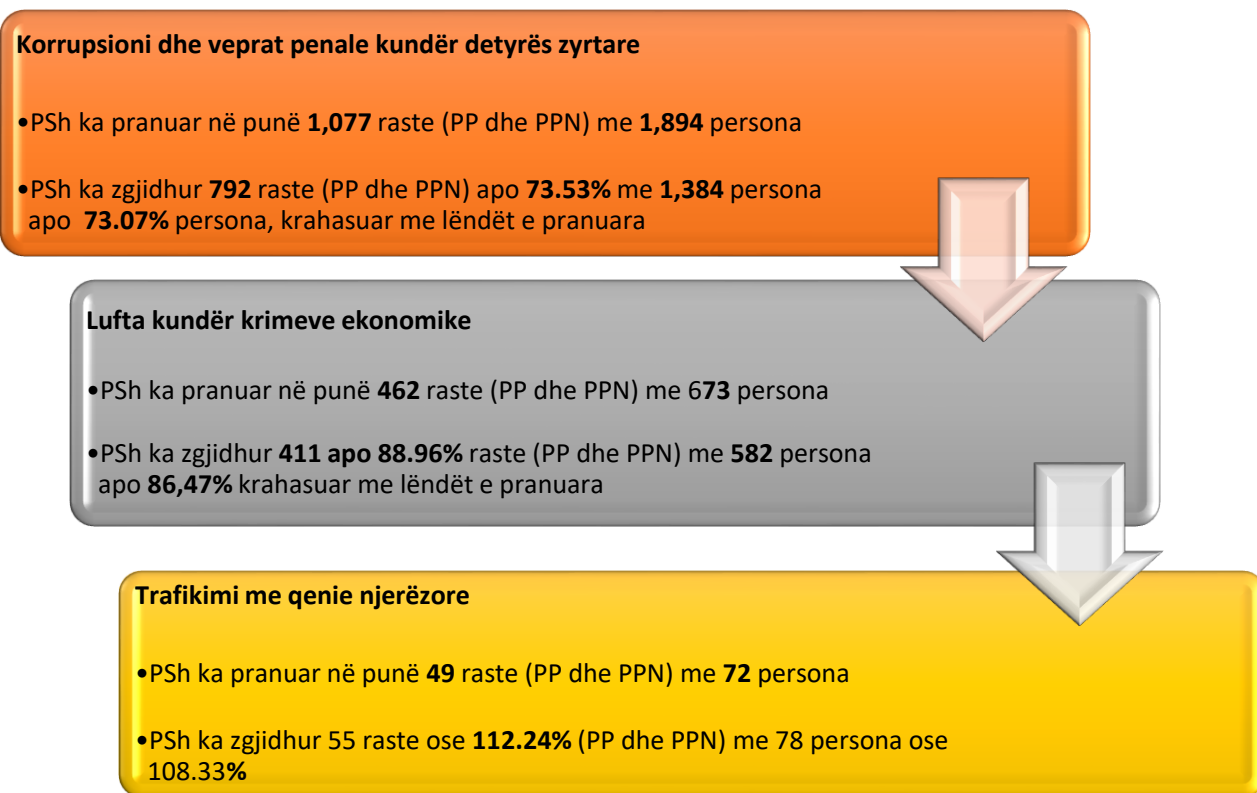 Korrupsioni dhe veprat penale kundër detyrës zyrtare
•PSh ka pranuar në punë 1,077 raste (PP dhe PPN) me 1,894 persona
•PSh ka zgjidhur 792 raste (PP dhe PPN) apo 73.53% me 1,384 persona
apo 73.07% persona, krahasuar me lëndët e pranuara
Lufta kundër krimeve ekonomike
•PSh ka pranuar në punë 462 raste (PP dhe PPN) me 673 persona
•PSh ka zgjidhur 411 apo 88.96% raste (PP dhe PPN) me 582 persona
apo 86,47% krahasuar me lëndët e pranuara
Trafikimi me qenie njerëzore
•PSh ka pranuar në punë 49 raste (PP dhe PPN) me 72 persona
•PSh ka zgjidhur 55 raste ose 112.24% (PP dhe PPN) me 78 persona ose
108.33%